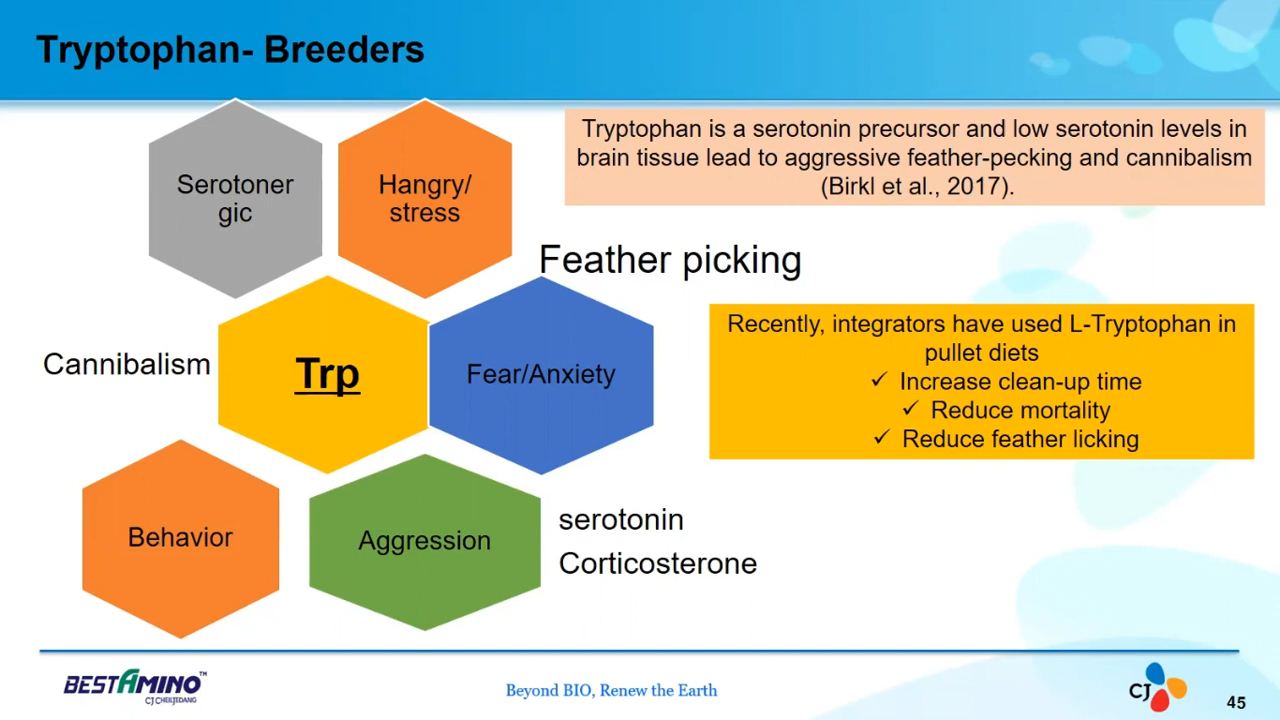 Tryptophan- Breeders
Serotoner
gic
Hangry/
stress
Tryptophan is a serotonin precursor and low serotonin levels in
brain tissue lead to aggressive feather-pecking and cannibalism
(Birkl et al., 2017).
Feather picking
Cannibalism
Trp
Fear/Anxiety
Recently, integrators have used L-Tryptophan in
pullet diets
✓ Increase clean-up time
✓ Reduce mortality
✓ Reduce feather licking
Behavior
Aggression
serotonin
Corticosterone
BESTAMINO™
CJ CHEILJEDANG
Beyond BIO, Renew the Earth
CJ
45